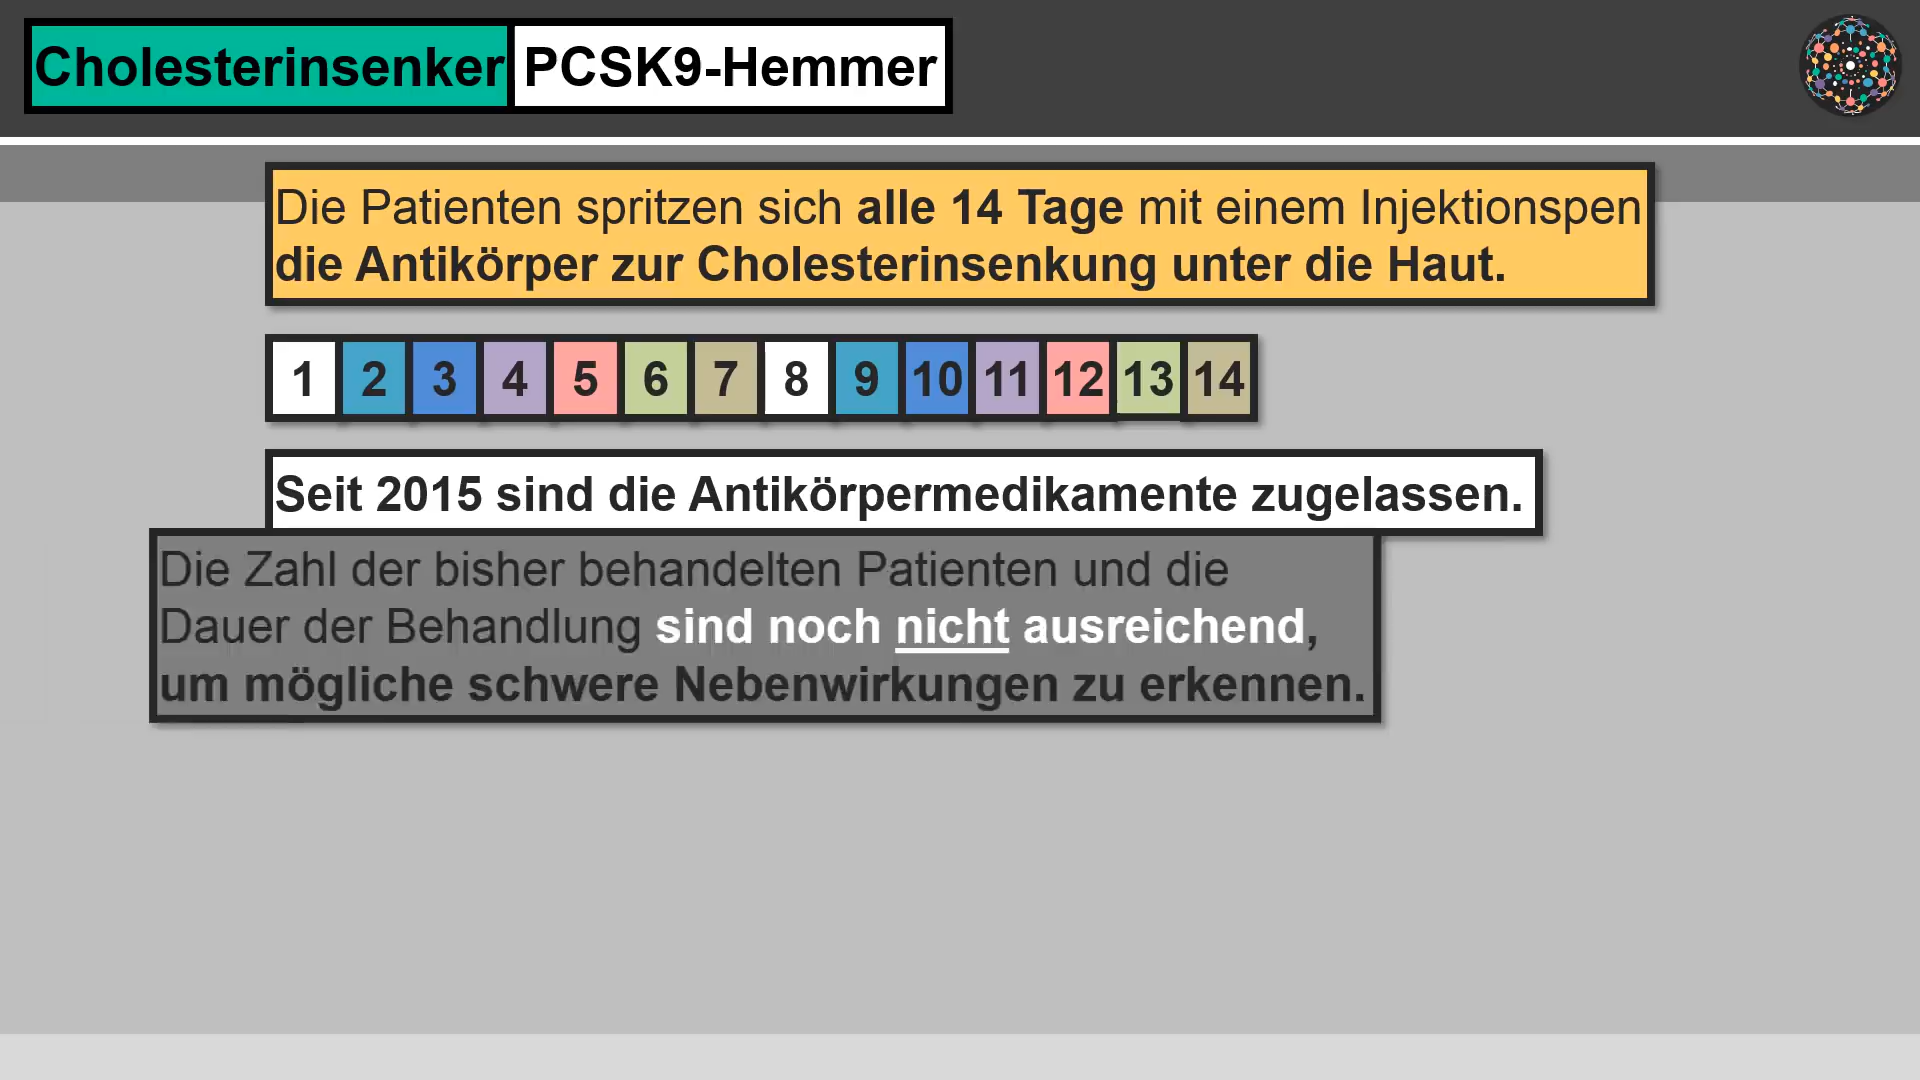 Cholesterinsenker PCSK9-Hemmer
Die Patienten spritzen sich alle 14 Tage mit einem Injektionspen
die Antikörper zur Cholesterinsenkung unter die Haut.
1 2 3 4 5 6 7 8 9 10 11 12 13 14
Seit 2015 sind die Antikörpermedikamente zugelassen.
Die Zahl der bisher behandelten Patienten und die
Dauer der Behandlung sind noch nicht ausreichend,
um mögliche schwere Nebenwirkungen zu erkennen.